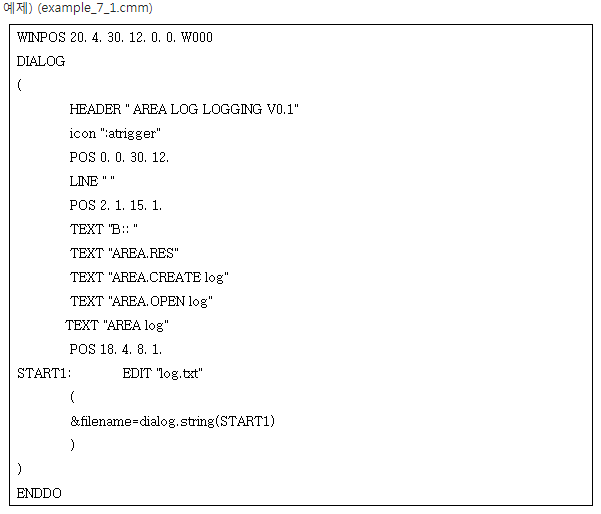 예제) (example_7_1.cmm)
WINPOS 20. 4. 30. 12. 0. 0. W000
DIALOG
(
HEADER " AREA LOG LOGGING V0.1"
icon ":atrigger"
POS 0. 0. 30. 12.
LINE " "
POS 2. 1. 15. 1.
TEXT "B:: "
TEXT "AREA.RES"
TEXT "AREA.CREATE log"
TEXT "AREA.OPEN log"
TEXT "AREA log"
POS 18. 4. 8. 1.
START1: EDIT "log.txt"
(
&filename=dialog.string(START1)
)
)
ENDDO